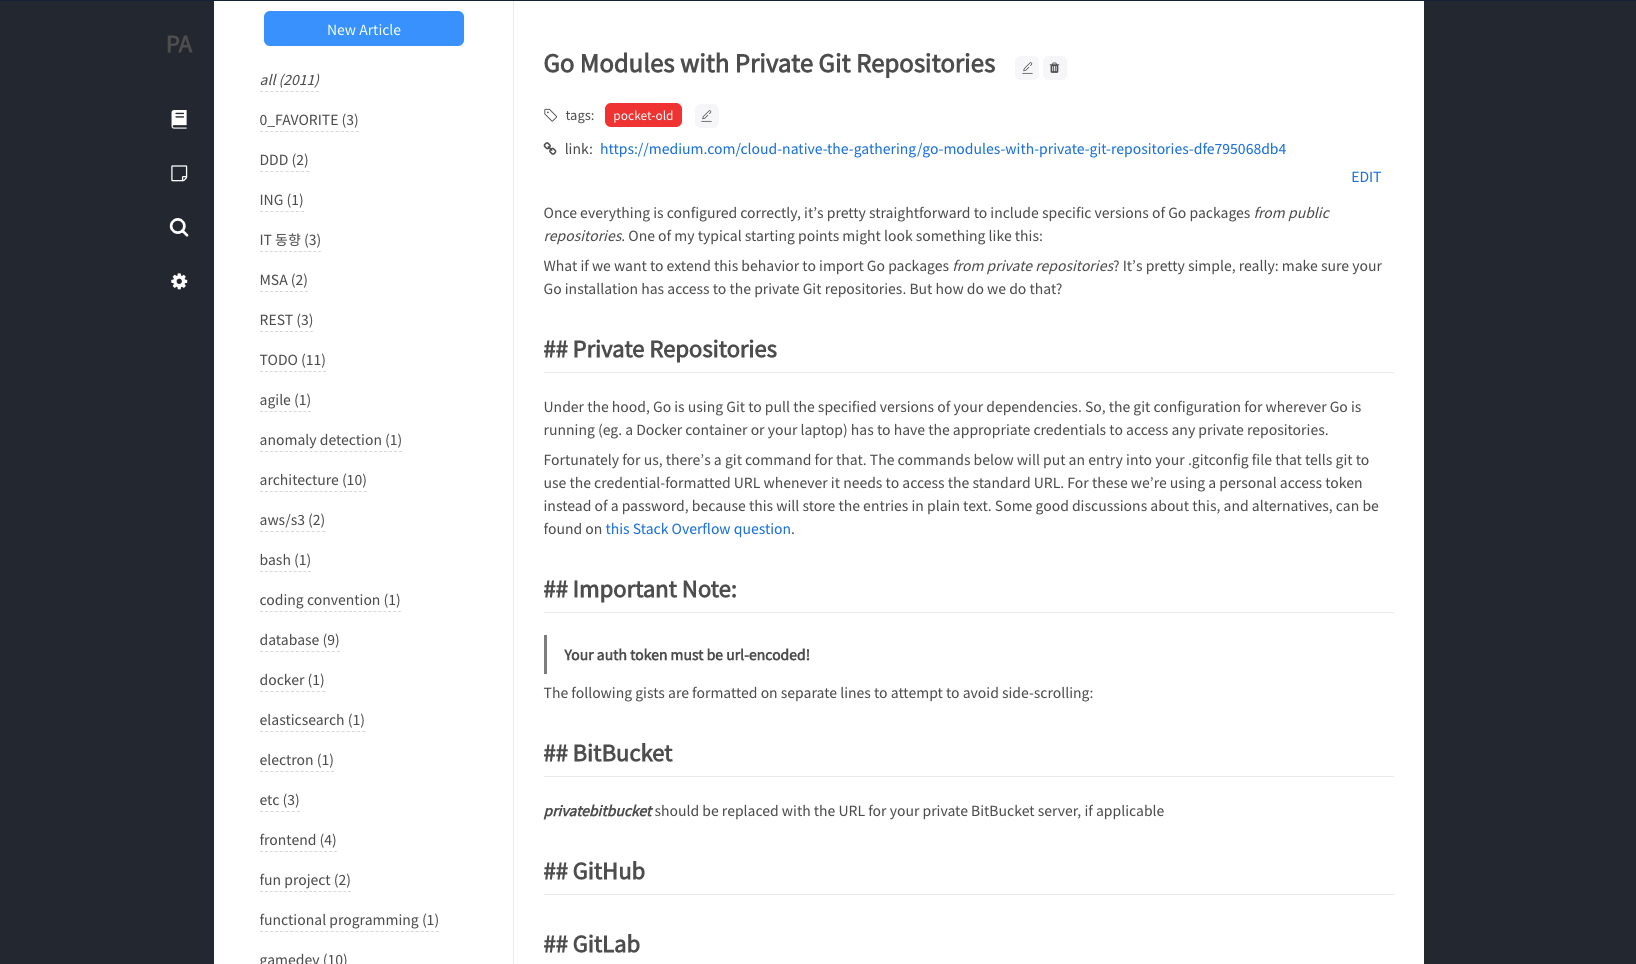 PA
New Article
all (2011)
0_FAVORITE (3)
DDD (2)
ING (1)
IT 동향 (3)
MSA (2)
REST (3)
TODO (11)
agile (1)
anomaly detection (1)
architecture (10)
aws/s3 (2)
bash (1)
coding convention (1)
database (9)
docker (1)
elasticsearch (1)
electron (1)
etc (3)
frontend (4)
fun project (2)
functional programming (1)
gamedev (10)
Go Modules with Private Git Repositories
tags: pocket-old
link: https://medium.com/cloud-native-the-gathering/go-modules-with-private-git-repositories-dfe795068db4
EDIT
Once everything is configured correctly, it’s pretty straightforward to include specific versions of Go packages from public
repositories. One of my typical starting points might look something like this:
What if we want to extend this behavior to import Go packages from private repositories? It’s pretty simple, really: make sure your
Go installation has access to the private Git repositories. But how do we do that?
## Private Repositories
Under the hood, Go is using Git to pull the specified versions of your dependencies. So, the git configuration for wherever Go is
running (eg. a Docker container or your laptop) has to have the appropriate credentials to access any private repositories.
Fortunately for us, there’s a git command for that. The commands below will put an entry into your .gitconfig file that tells git to
use the credential-formatted URL whenever it needs to access the standard URL. For these we’re using a personal access token
instead of a password, because this will store the entries in plain text. Some good discussions about this, and alternatives, can be
found on this Stack Overflow question.
## Important Note:
Your auth token must be url-encoded!
The following gists are formatted on separate lines to attempt to avoid side-scrolling:
## BitBucket
privatebitbucket should be replaced with the URL for your private BitBucket server, if applicable
## GitHub
## GitLab